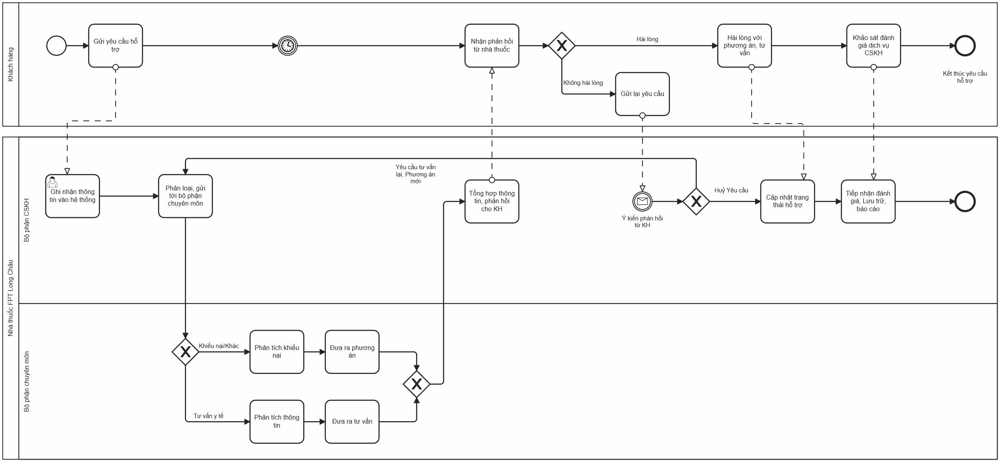 Khách hàng
Gửi yêu cầu hỗ
trợ
Nhận phản hồi
từ nhà thuốc
Hài lòng
Không hài lòng
Gửi lại yêu cầu
Hài lòng với
phương án, tư
vấn
Khảo sát đánh
giá dịch vụ
CSKH
Kết thúc yêu cầu
hỗ trợ
Nhà thuốc FPT Long Châu
Bộ phận CSKH
Ghi nhận thông
tin vào hệ thống
Phân loại, gửi
tới bộ phận
chuyên môn
Yêu cầu tư vấn
lại, Phương án
mới
Tổng hợp thông
tin, phản hồi
cho KH
Ý kiến phán hồi
từ KH
Huỷ Yêu cầu
Cập nhật trạng
thái hỗ trợ
Tiếp nhận đánh
giá, Lưu trữ,
báo cáo
Bộ phận chuyên môn
Khiếu nại/Khác
Phân tích khiếu
nại
Đưa ra phương
án
Tư vấn y tế
Phân tích thông
tin
Đưa ra tư vấn